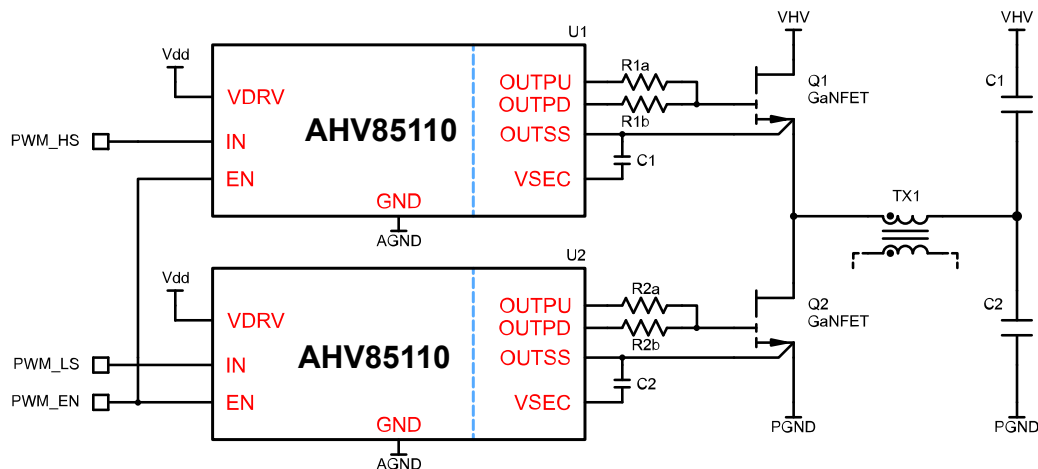 U1
VHV
VHV
Vdd
OUTPU
R1a
Q1
GaNFET
C1
VDRV
OUTPD
R1b
AHV85110
PWM_HS
IN
OUTSS
C1
EN
VSEC
GND
AGND
TX1
U2
Vdd
OUTPU
R2a
Q2
GaNFET
C2
VDRV
OUTPD
R2b
AHV85110
PWM_LS
IN
OUTSS
C2
PWM_EN
EN
VSEC
GND
AGND
PGND
PGND